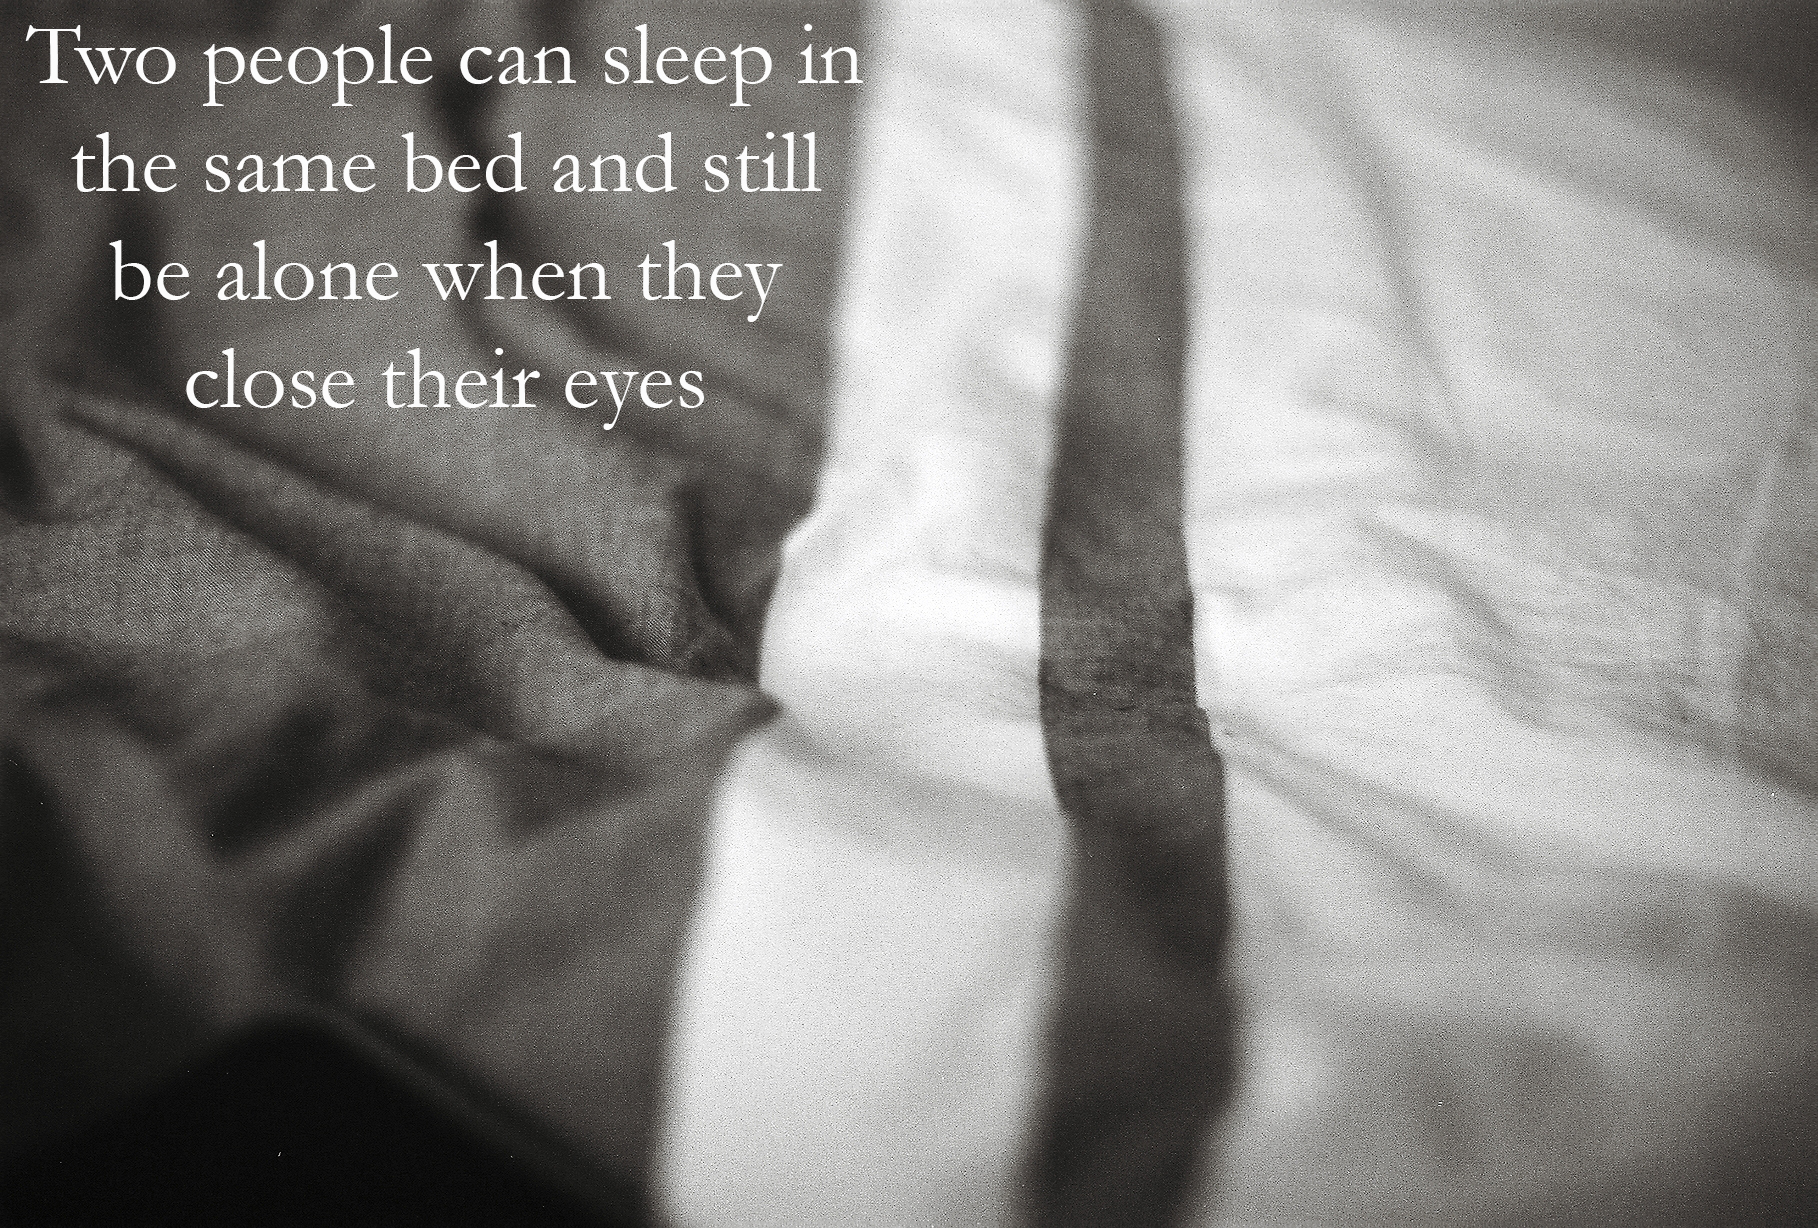 Two people can sleep in
the same bed and still
be alone when they
close their eyes